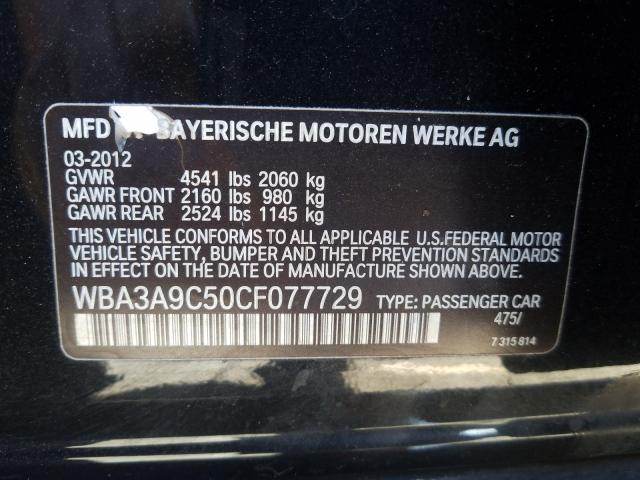 MFD BAYERISCHE MOTOREN WERKE AG
03-2012
GVWR 4541 lbs 2060 kg
GAWR FRONT 2160 lbs 980 kg
GAWR REAR 2524 lbs 1145 kg
THIS VEHICLE CONFORMS TO ALL APPLICABLE U.S.FEDERAL MOTOR
VEHICLE SAFETY, BUMPER AND THEFT PREVENTION STANDARDS
IN EFFECT ON THE DATE OF MANUFACTURE SHOWN ABOVE.
WBA3A9C50CF077729 TYPE: PASSENGER CAR
475/
7 315 814